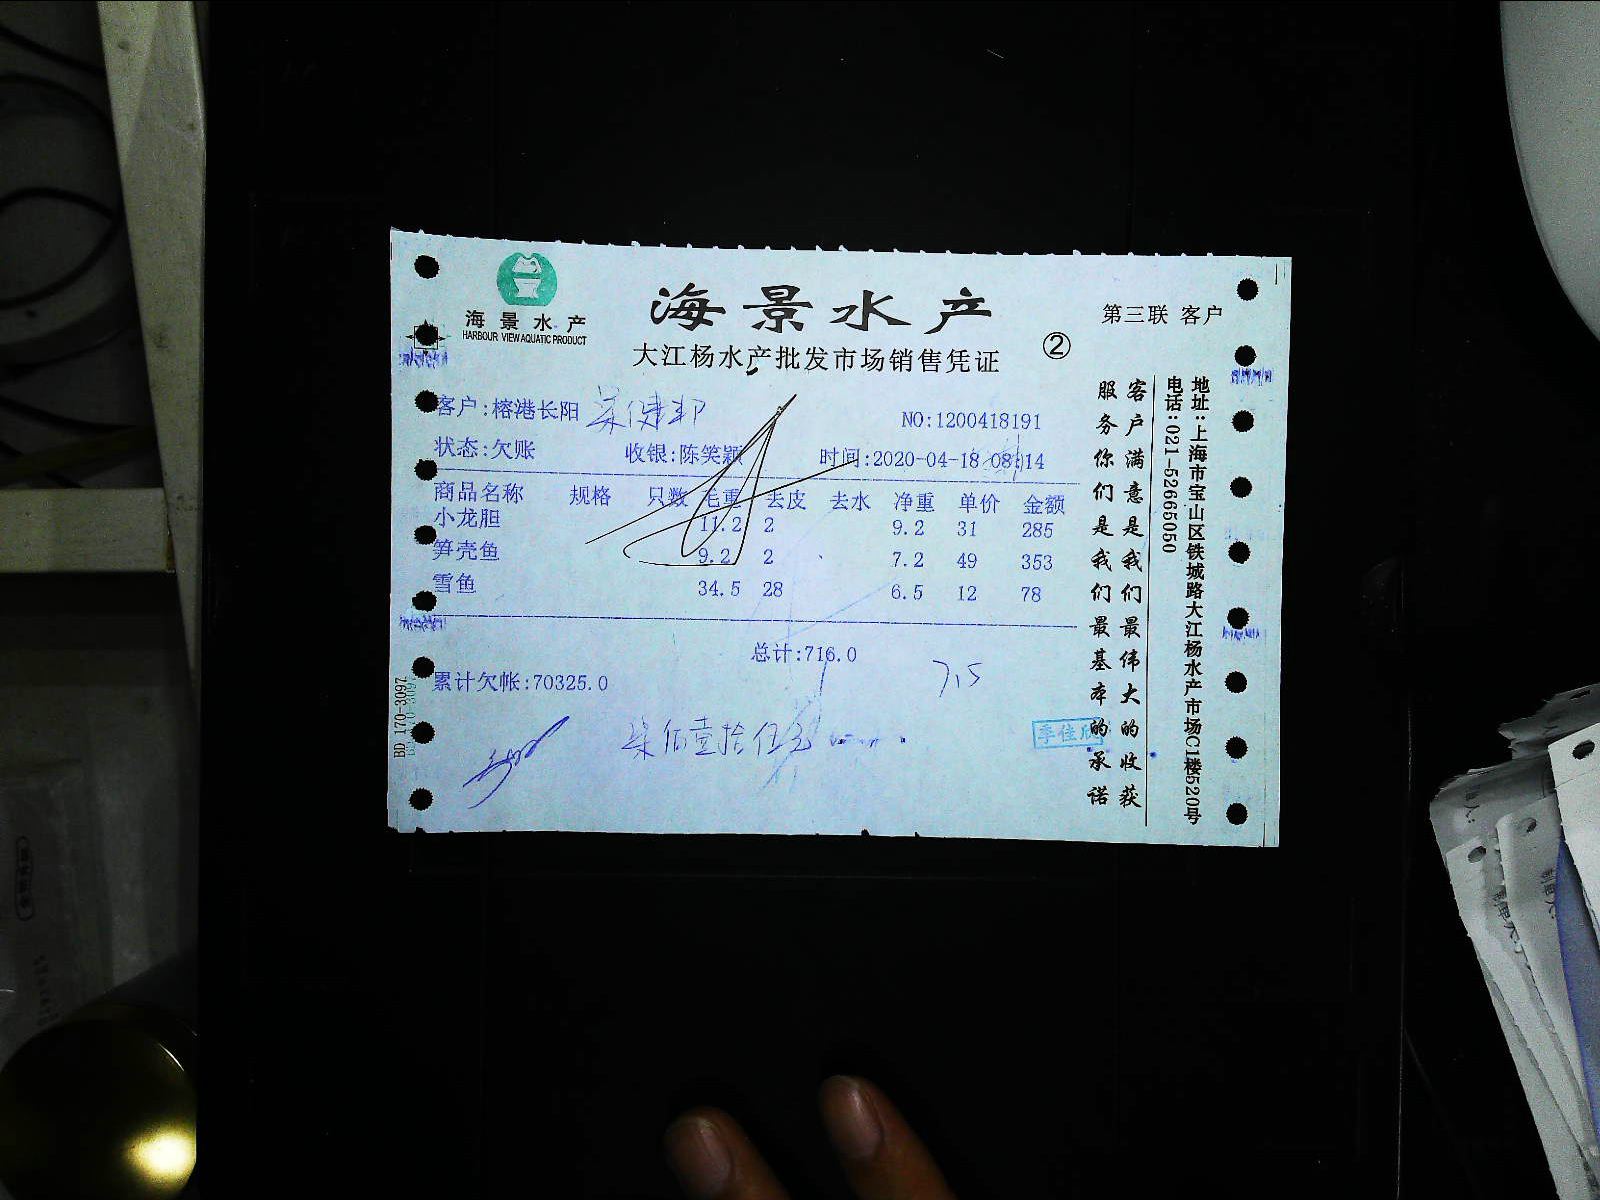 海景水产
HARBOUR VIEW AQUATIC PRODUCT
海景水产
大江杨水产批发市场销售凭证
②
第三联 客户
客户:榕港长阳
NO:1200418191
状态:欠账 收银:陈笑颖 时间:2020-04-18 08:14
商品名称 规格 只数 毛重 去皮 去水 净重 单价 金额
小龙胆 11.2 2 9.2 31 285
笋壳鱼 9.2 2 7.2 49 353
雪鱼 34.5 28 6.5 12 78
总计:716.0
715
累计欠帐:70325.0
柒佰壹拾伍元
李佳欣
BD 170-3097
客户满意是我们最伟大的收获
服务你们是我们最基本的承诺
地址:上海市宝山区铁城路大江杨水产市场C1楼520号
电话:021-52665050